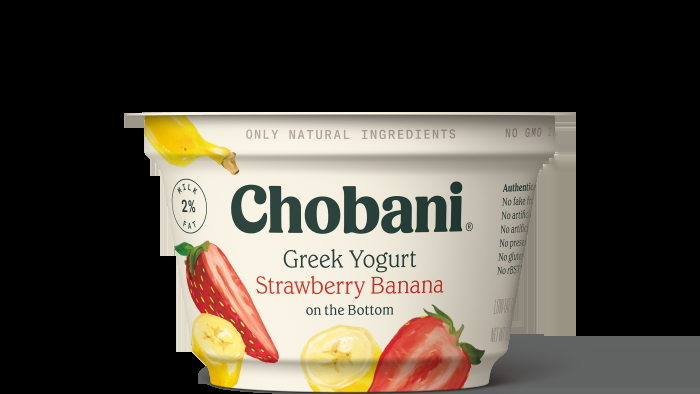 ONLY NATURAL INGREDIENTS
NO GMO
MILK
2%
FAT
Chobani®
Greek Yogurt
Strawberry Banana
on the Bottom
Authentic
No fake
No
No
No
No
No